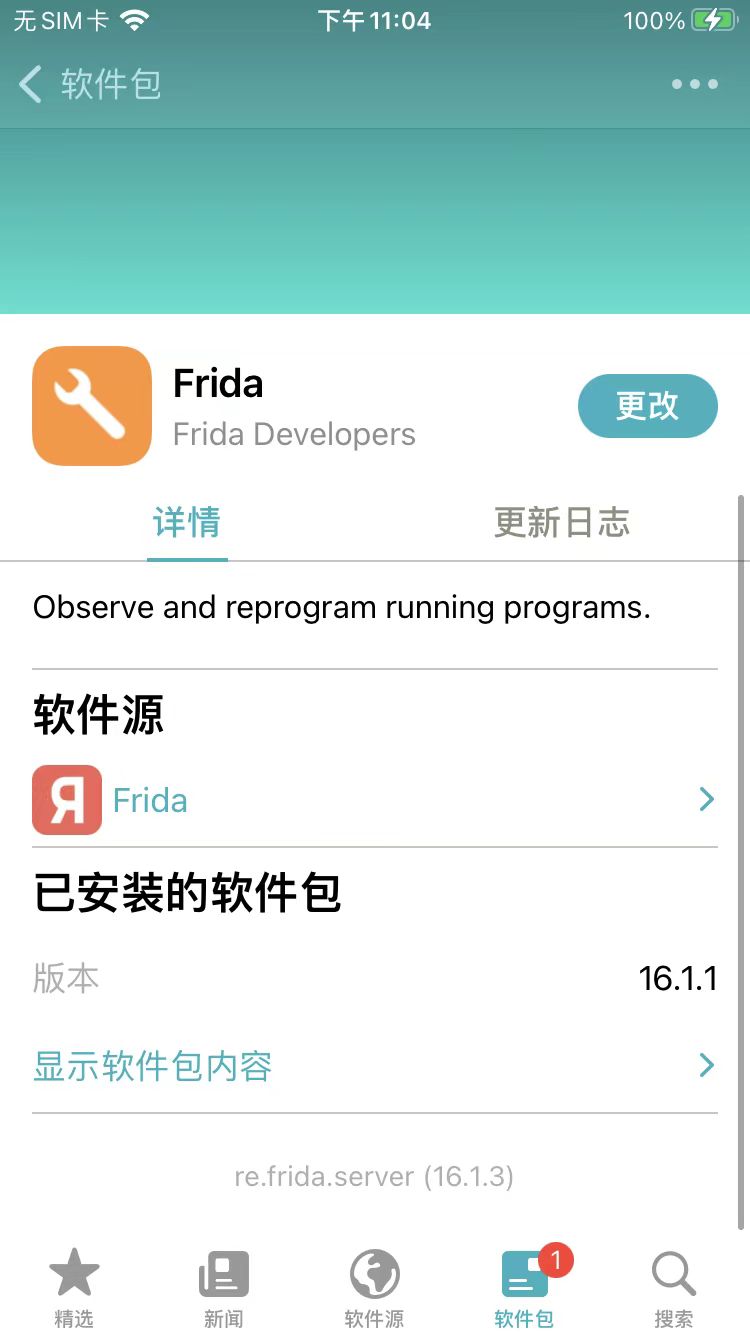 无SIM卡
下午11:04
100%
软件包
Frida
Frida Developers
更改
详情
更新日志
Observe and reprogram running programs.
软件源
Я Frida
已安装的软件包
版本
16.1.1
显示软件包内容
re.frida.server (16.1.3)
1
精选
新闻
软件源
软件包
搜索